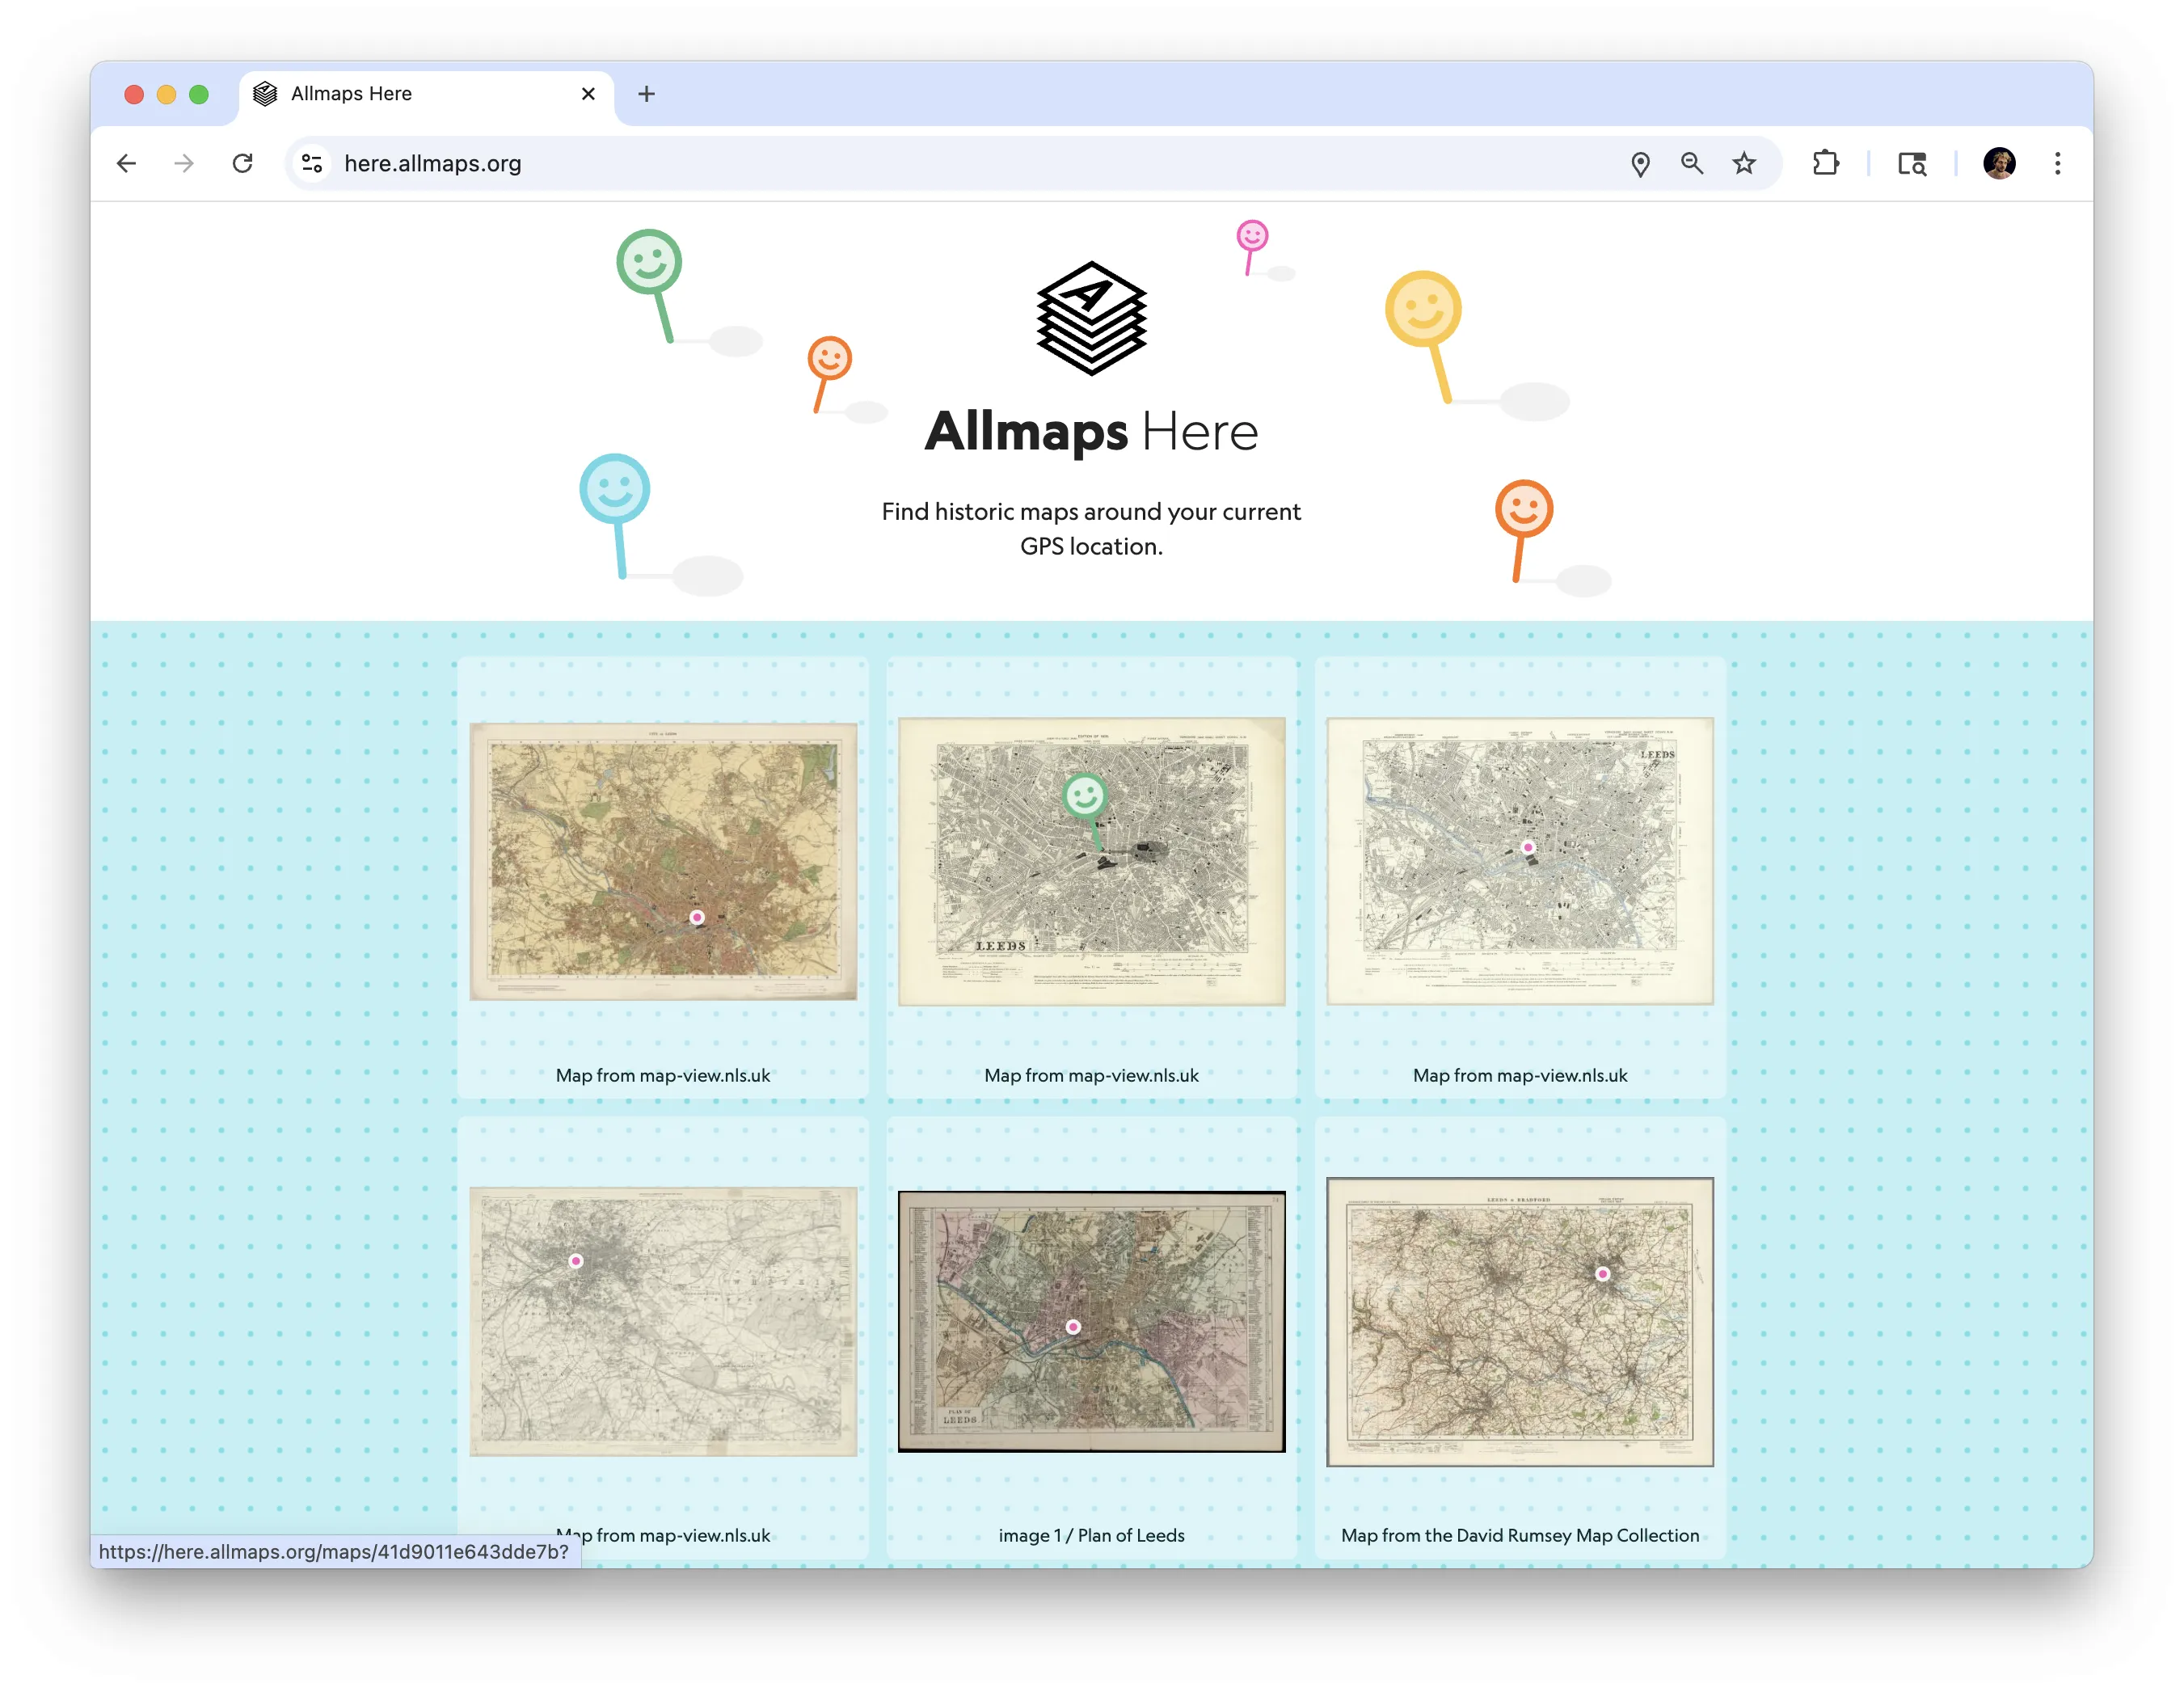 Allmaps Here
here.allmaps.org
A
Allmaps Here
Find historic maps around your current
GPS location.
LEEDS
LEEDS
Map from map-view.nls.uk
Map from map-view.nls.uk
Map from map-view.nls.uk
LEEDS & BRADFORD
PLAN OF
LEEDS
Map from map-view.nls.uk
image 1 / Plan of Leeds
Map from the David Rumsey Map Collection
https://here.allmaps.org/maps/41d9011e643dde7b?